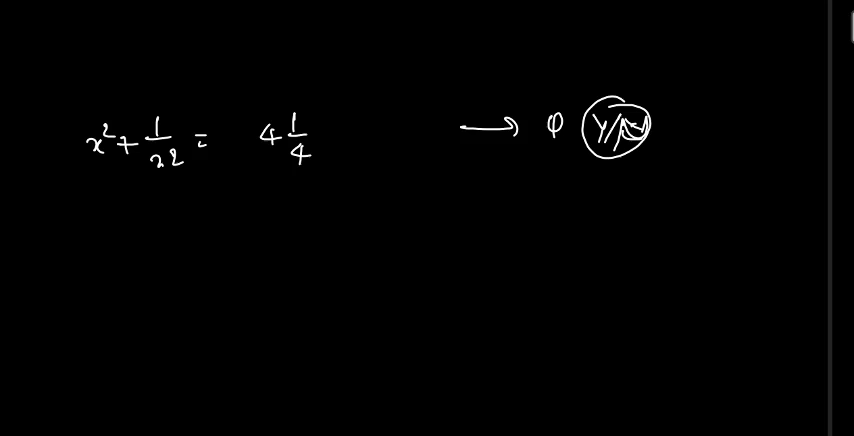 x² + 1/x² = 4 1/4 → φ Y/